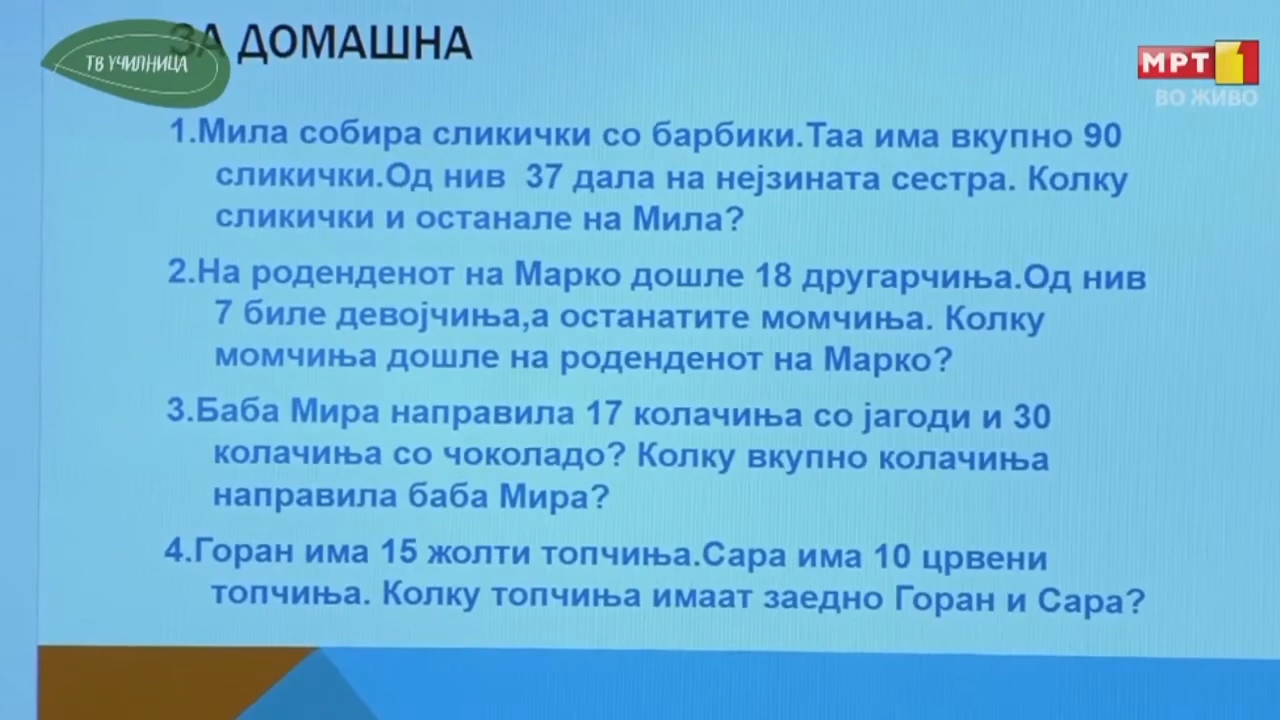 ЗА ДОМАШНА
ТВ УЧИЛНИЦА
МРТ 1
ВО ЖИВО
1.Мила собира сликички со барбики.Таа има вкупно 90
сликички.Од нив 37 дала на нејзината сестра. Колку
сликички и останале на Мила?
2.На роденденот на Марко дошле 18 другарчиња.Од нив
7 биле девојчиња,а останатите момчиња. Колку
момчиња дошле на роденденот на Марко?
3.Баба Мира направила 17 колачиња со јагоди и 30
колачиња со чоколадо? Колку вкупно колачиња
направила баба Мира?
4.Горан има 15 жолти топчиња.Сара има 10 црвени
топчиња. Колку топчиња имаат заедно Горан и Сара?